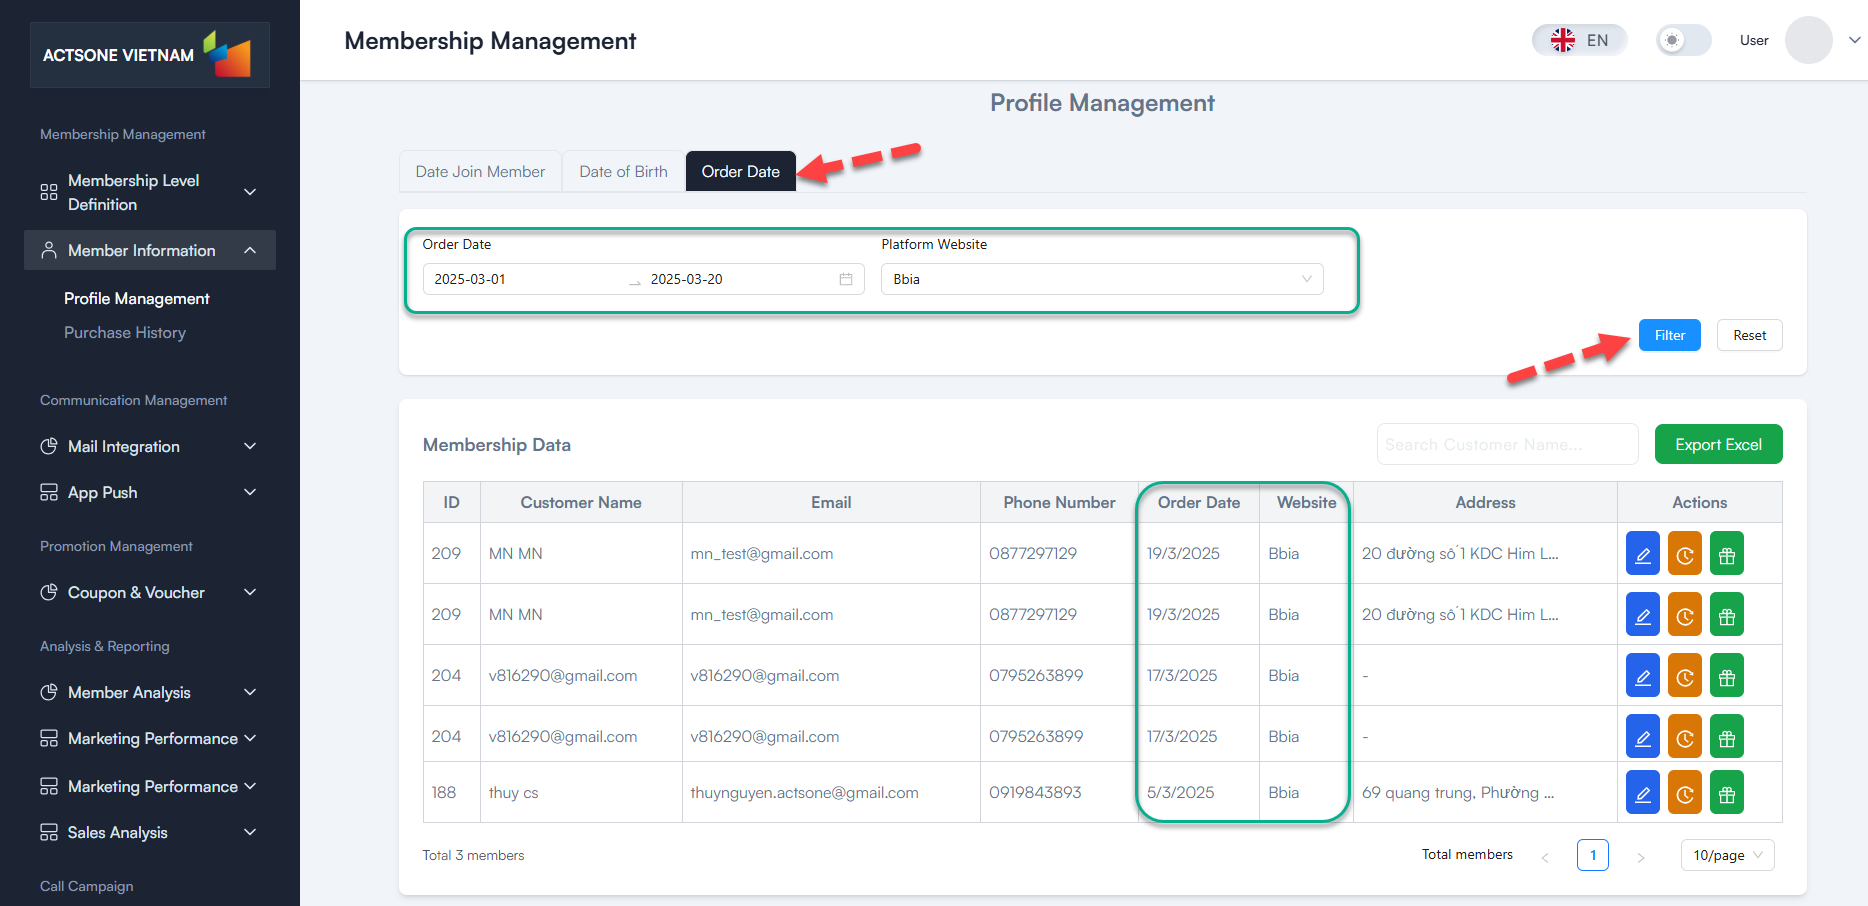 ACTSONE VIETNAM
Membership Management
EN
User
Membership Management
Membership Level
Definition
Member Information
Profile Management
Purchase History
Communication Management
Mail Integration
App Push
Promotion Management
Coupon & Voucher
Analysis & Reporting
Member Analysis
Marketing Performance
Marketing Performance
Sales Analysis
Call Campaign
Profile Management
Date Join Member Date of Birth Order Date
Order Date Platform Website
2025-03-01 → 2025-03-20 Bbia
Filter Reset
Membership Data Search Customer Name... Export Excel
ID Customer Name Email Phone Number Order Date Website Address Actions
209 MN MN mn_test@gmail.com 0877297129 19/3/2025 Bbia 20 đường số 1 KDC Him L...
209 MN MN mn_test@gmail.com 0877297129 19/3/2025 Bbia 20 đường số 1 KDC Him L...
204 v816290@gmail.com v816290@gmail.com 0795263899 17/3/2025 Bbia -
204 v816290@gmail.com v816290@gmail.com 0795263899 17/3/2025 Bbia -
188 thuy cs thuynguyen.actsone@gmail.com 0919843893 5/3/2025 Bbia 69 quang trung, Phường ...
Total 3 members Total members < 1 > 10/page